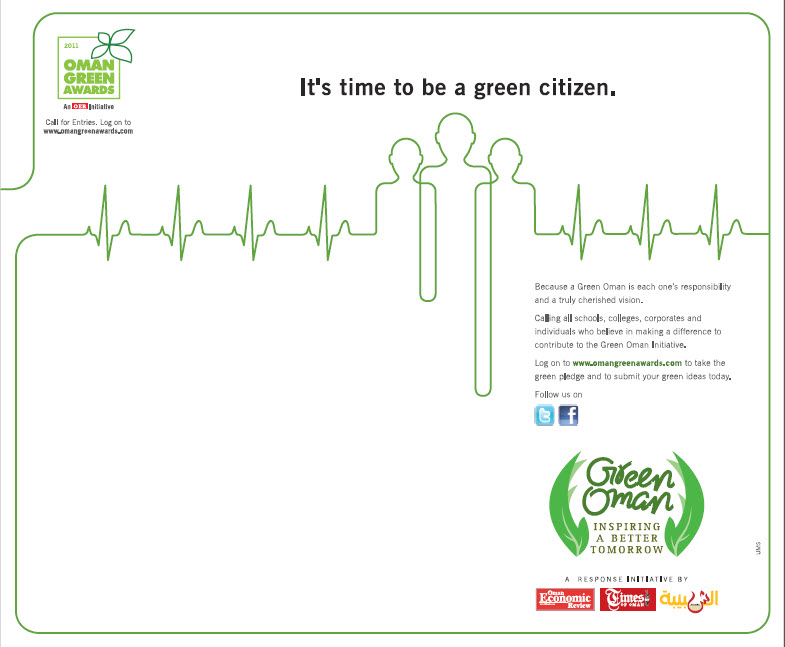 2011
OMAN
GREEN
AWARDS
An OER Initiative
Call for Entries. Log on to
www.omangreenawards.com
It's time to be a green citizen.
Because a Green Oman is each one's responsibility
and a truly cherished vision.
Calling all schools, colleges, corporates and
individuals who believe in making a difference to
contribute to the Green Oman Initiative.
Log on to www.omangreenawards.com to take the
green pledge and to submit your green ideas today.
Follow us on
Green
Oman
INSPIRING
A BETTER
TOMORROW
UMS
A RESPONSE INITIATIVE BY
Oman
Economic
Review
Times
OF OMAN
الشبيبة